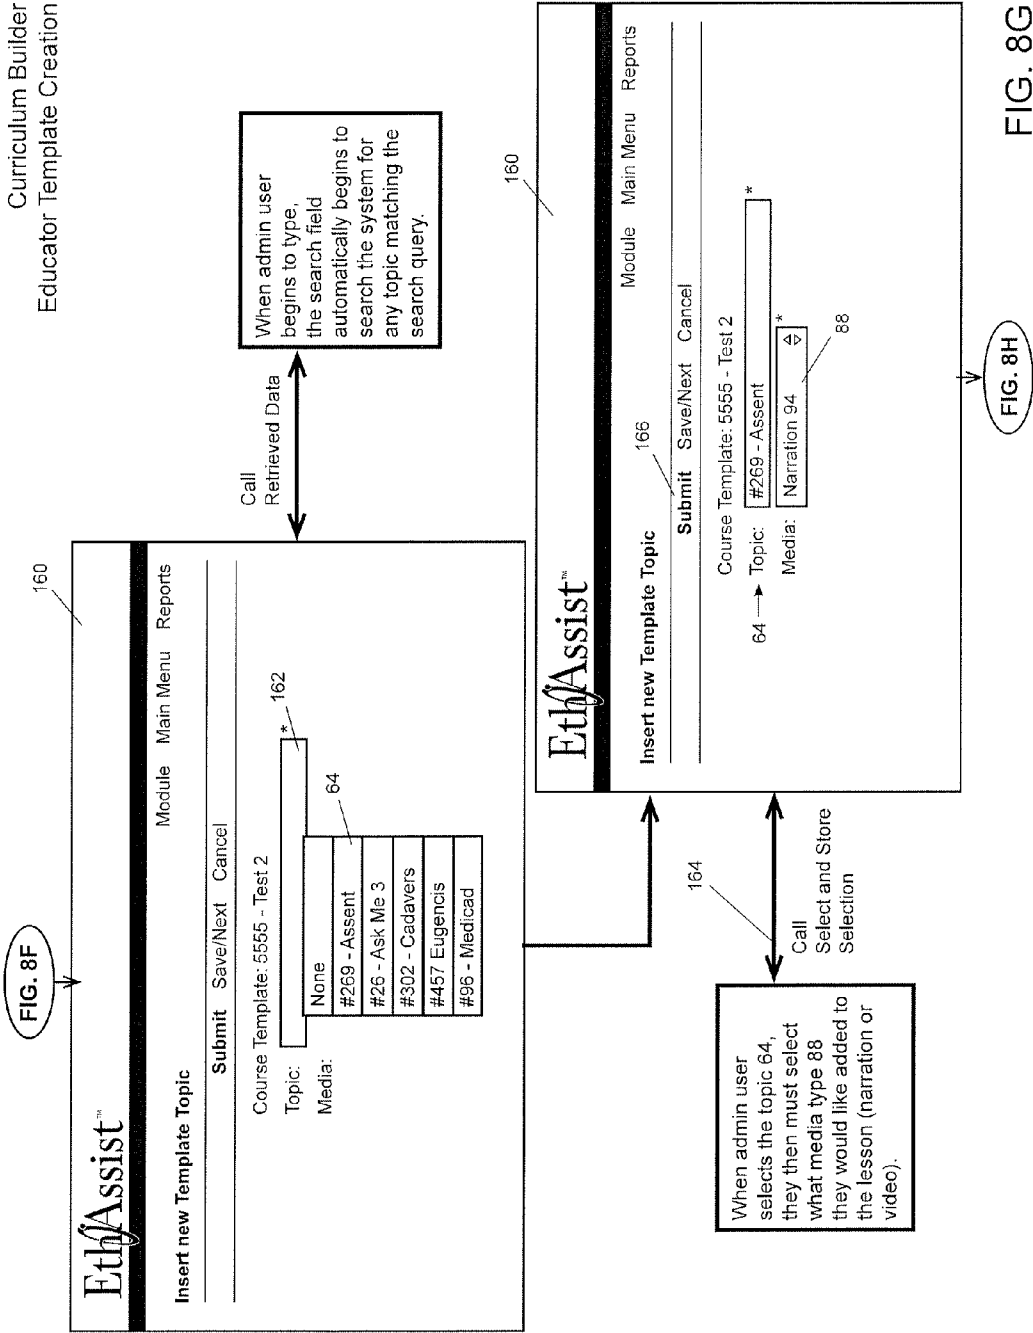 Curriculum Builder
Educator Template Creation
FIG. 8F
160
EthAssist™
Module Main Menu Reports
Insert new Template Topic
Submit Save/Next Cancel
Course Template: 5555 - Test 2
Topic:
*
162
Media:
None
64
#269 - Assent
#26 - Ask Me 3
#302 - Cadavers
#457 Eugencis
#96 - Medicad
Call
Retrieved Data
When admin user
begins to type,
the search field
automatically begins to
search the system for
any topic matching the
search query.
When admin user
selects the topic 64,
they then must select
what media type 88
they would like added to
the lesson (narration or
video).
164
Call
Select and Store
Selection
160
EthAssist™
Module Main Menu Reports
Insert new Template Topic
166
Submit Save/Next Cancel
Course Template: 5555 - Test 2
64 Topic: #269 - Assent *
Media: Narration 94 *
88
FIG. 8H
FIG. 8G